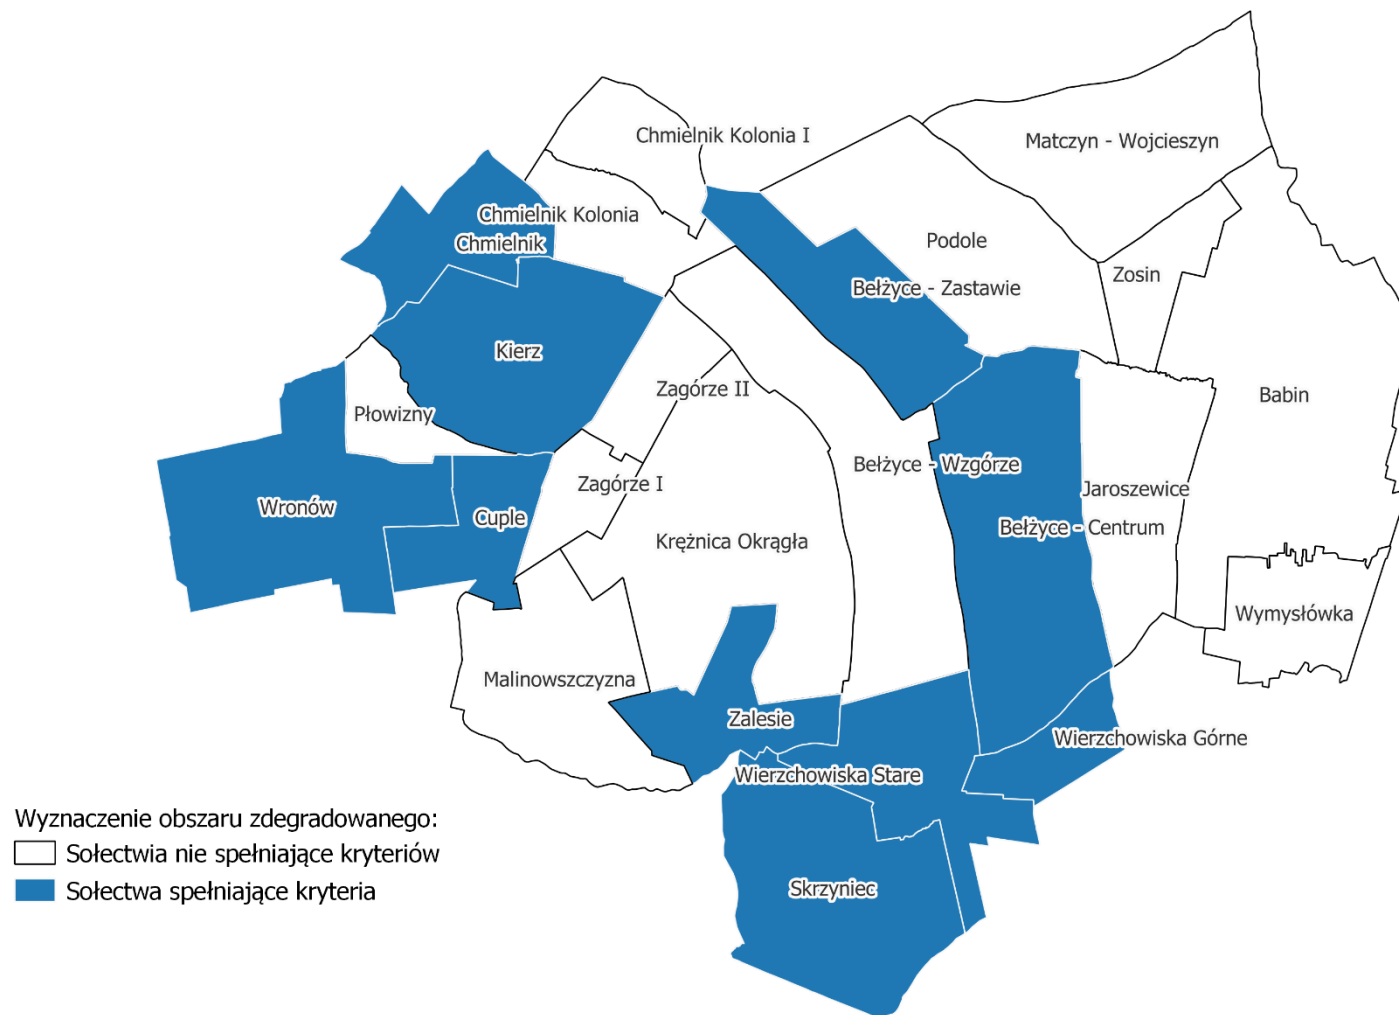 Chmielnik Kolonia I
Matczyn - Wojcieszyn
Chmielnik Kolonia
Chmielnik
Podole
Zosin
Bełżyce - Zastawie
Kierz
Zagórze II
Babin
Płowizny
Bełżyce - Wzgórze
Zagórze I
Jaroszewice
Wronów
Cuple
Bełżyce - Centrum
Krężnica Okrągła
Wymysłówka
Malinowszczyzna
Zalesie
Wierzchowiska Górne
Wierzchowiska Stare
Skrzyniec
Wyznaczenie obszaru zdegradowanego:
Sołectwia nie spełniające kryteriów
Sołectwa spełniające kryteria